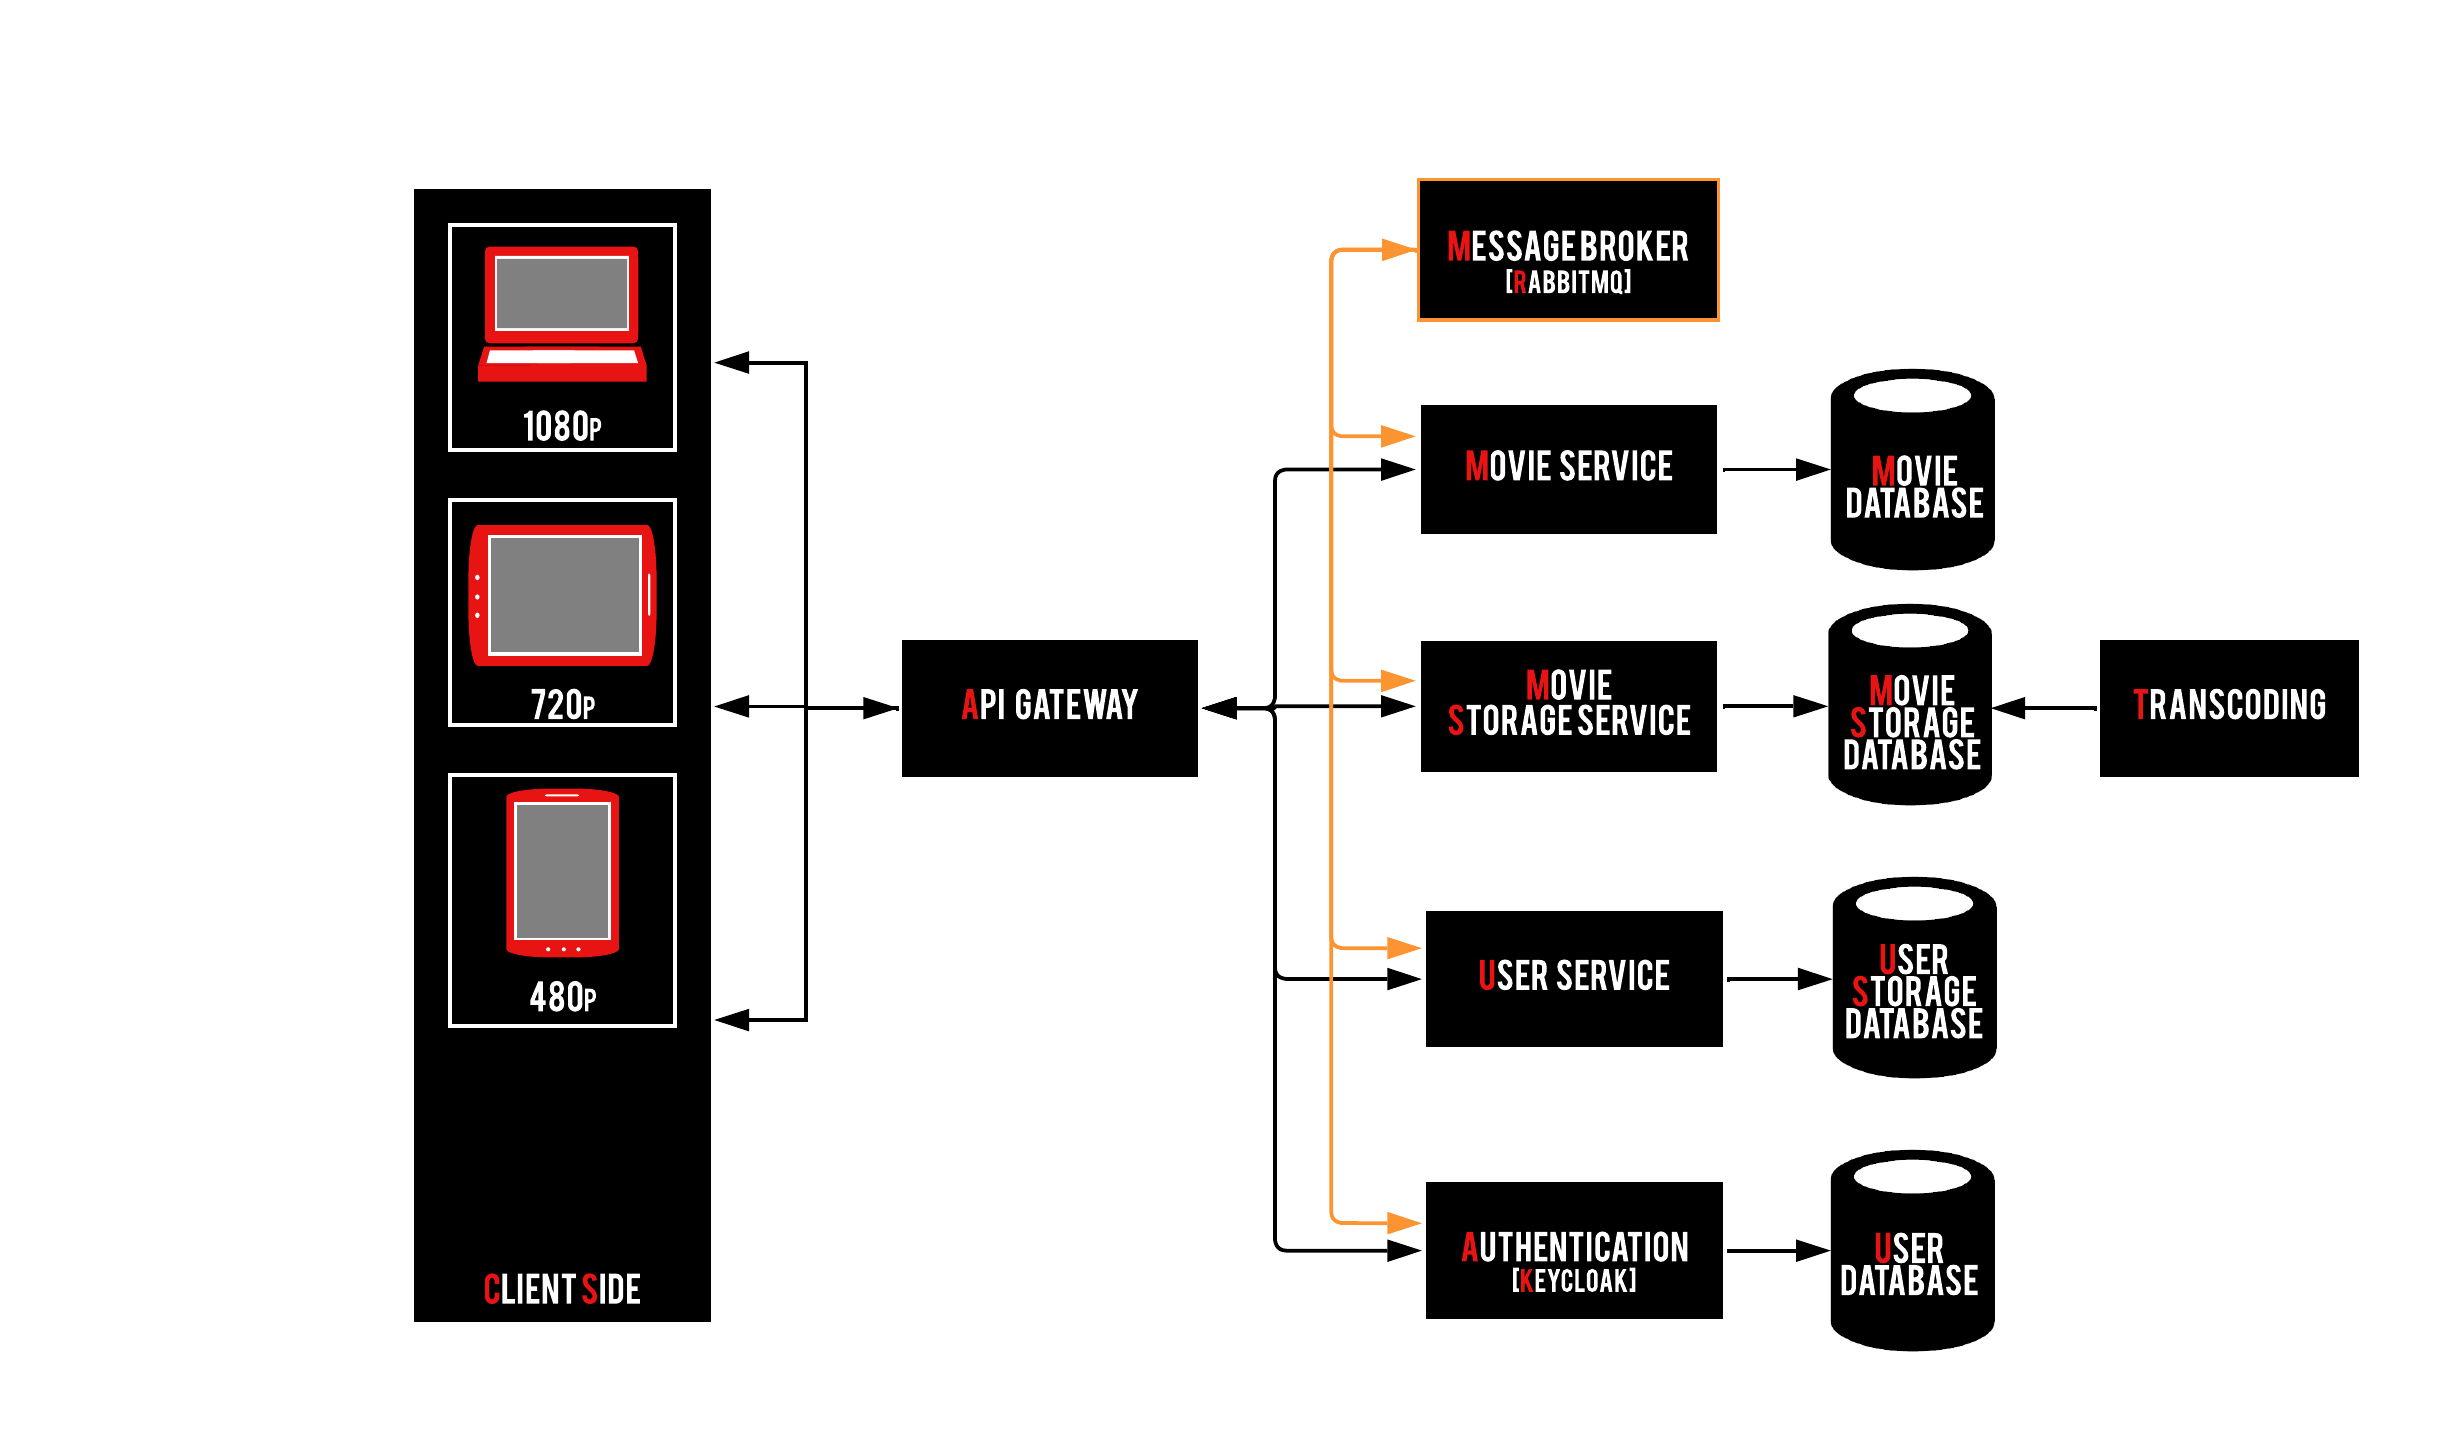 1080P
720P
480P
CLIENT SIDE
API GATEWAY
MESSAGE BROKER
[RABBITMQ]
MOVIE SERVICE
MOVIE
STORAGE SERVICE
USER SERVICE
AUTHENTICATION
[KEYCLOAK]
MOVIE
DATABASE
MOVIE
STORAGE
DATABASE
USER
STORAGE
DATABASE
USER
DATABASE
TRANSCODING